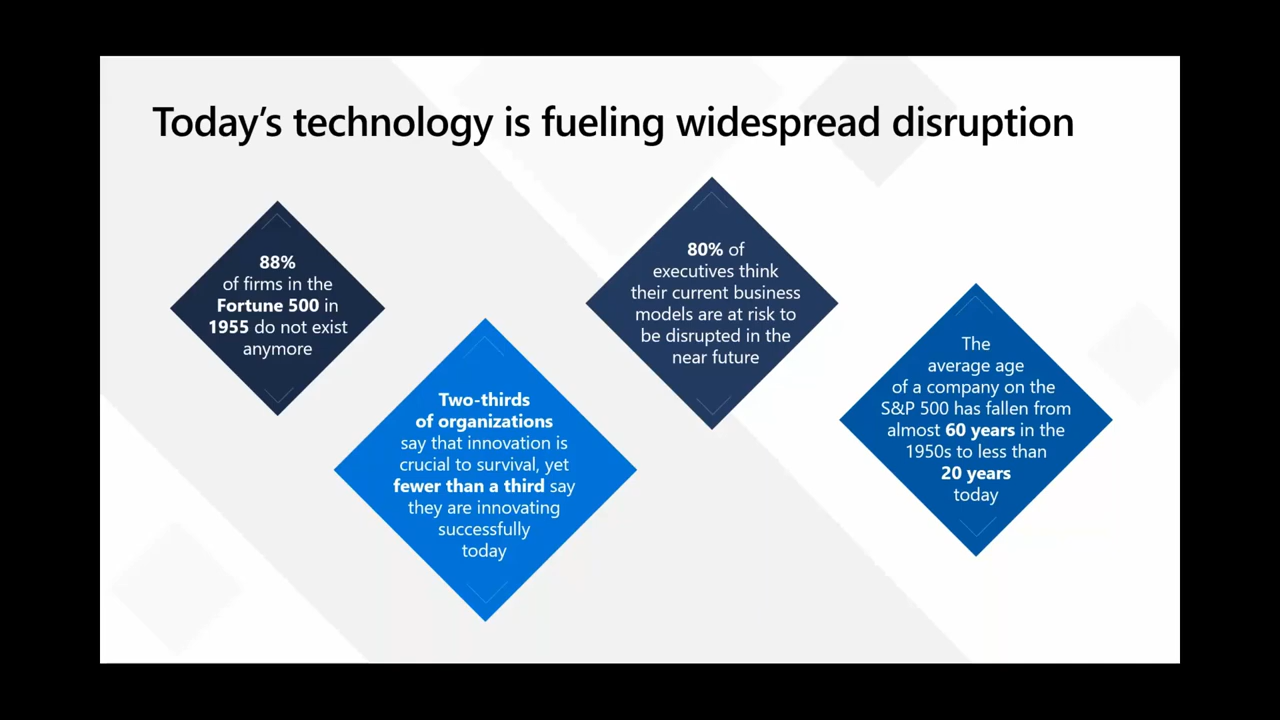 Today’s technology is fueling widespread disruption
88%
of firms in the
Fortune 500 in
1955 do not exist
anymore
Two-thirds
of organizations
say that innovation is
crucial to survival, yet
fewer than a third say
they are innovating
successfully
today
80% of
executives think
their current business
models are at risk to
be disrupted in the
near future
The
average age
of a company on the
S&P 500 has fallen from
almost 60 years in the
1950s to less than
20 years
today